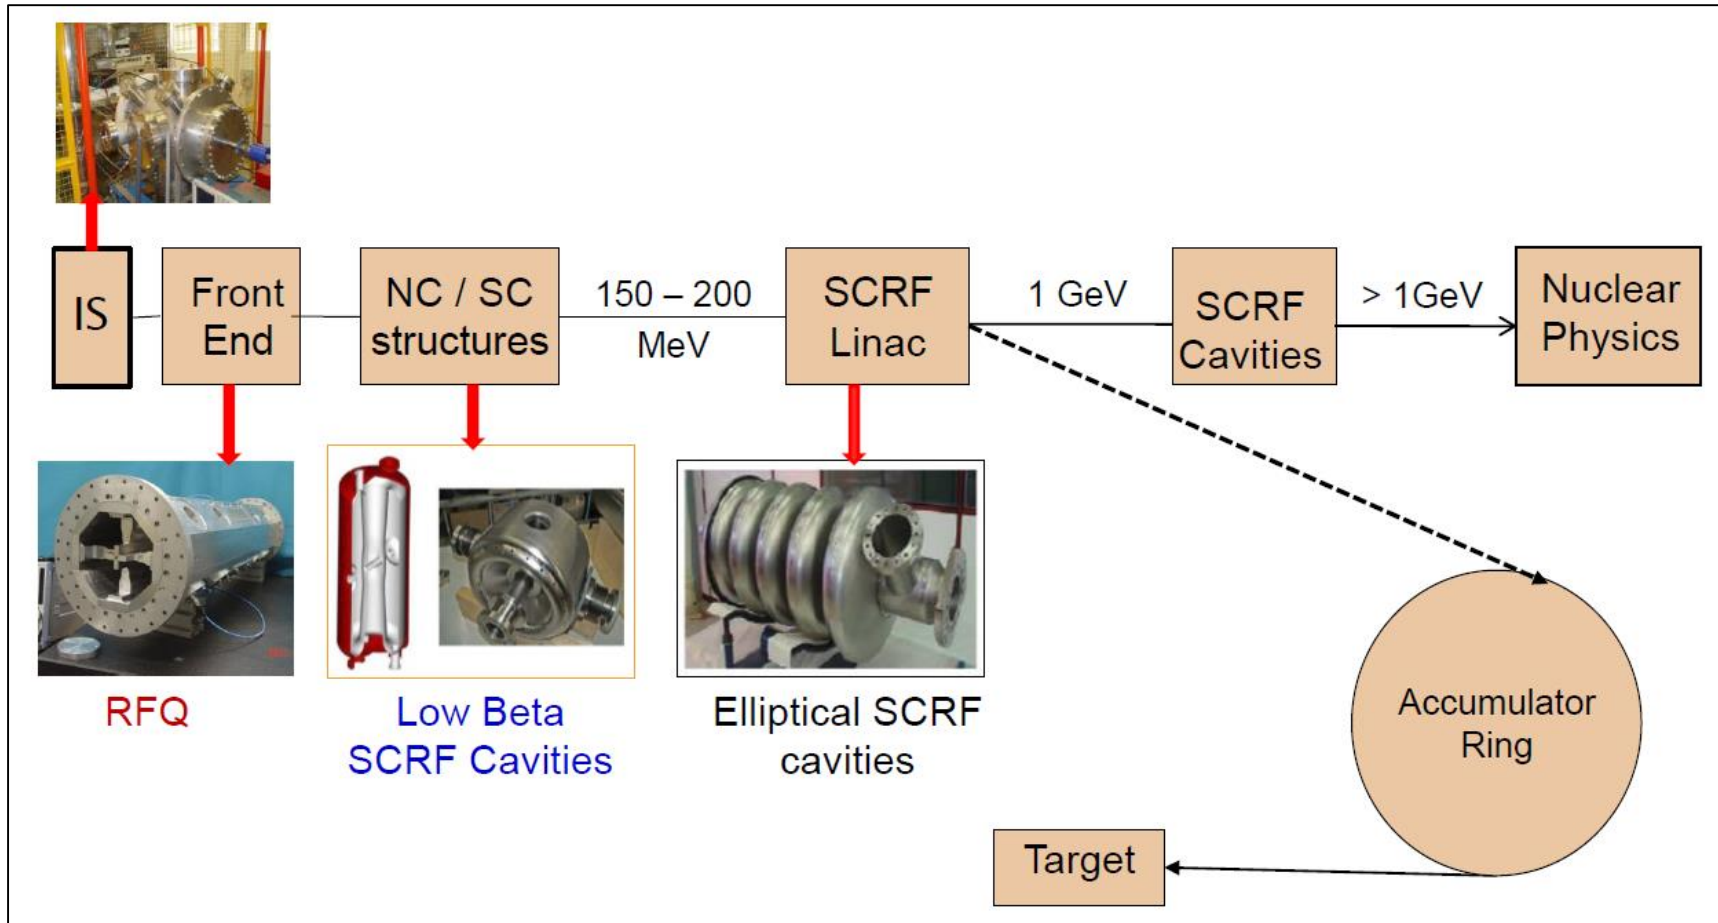 IS
Front
End
NC / SC
structures
150 – 200
MeV
SCRF
Linac
1 GeV
SCRF
Cavities
> 1GeV
Nuclear
Physics
RFQ
Low Beta
SCRF Cavities
Elliptical SCRF
cavities
Accumulator
Ring
Target